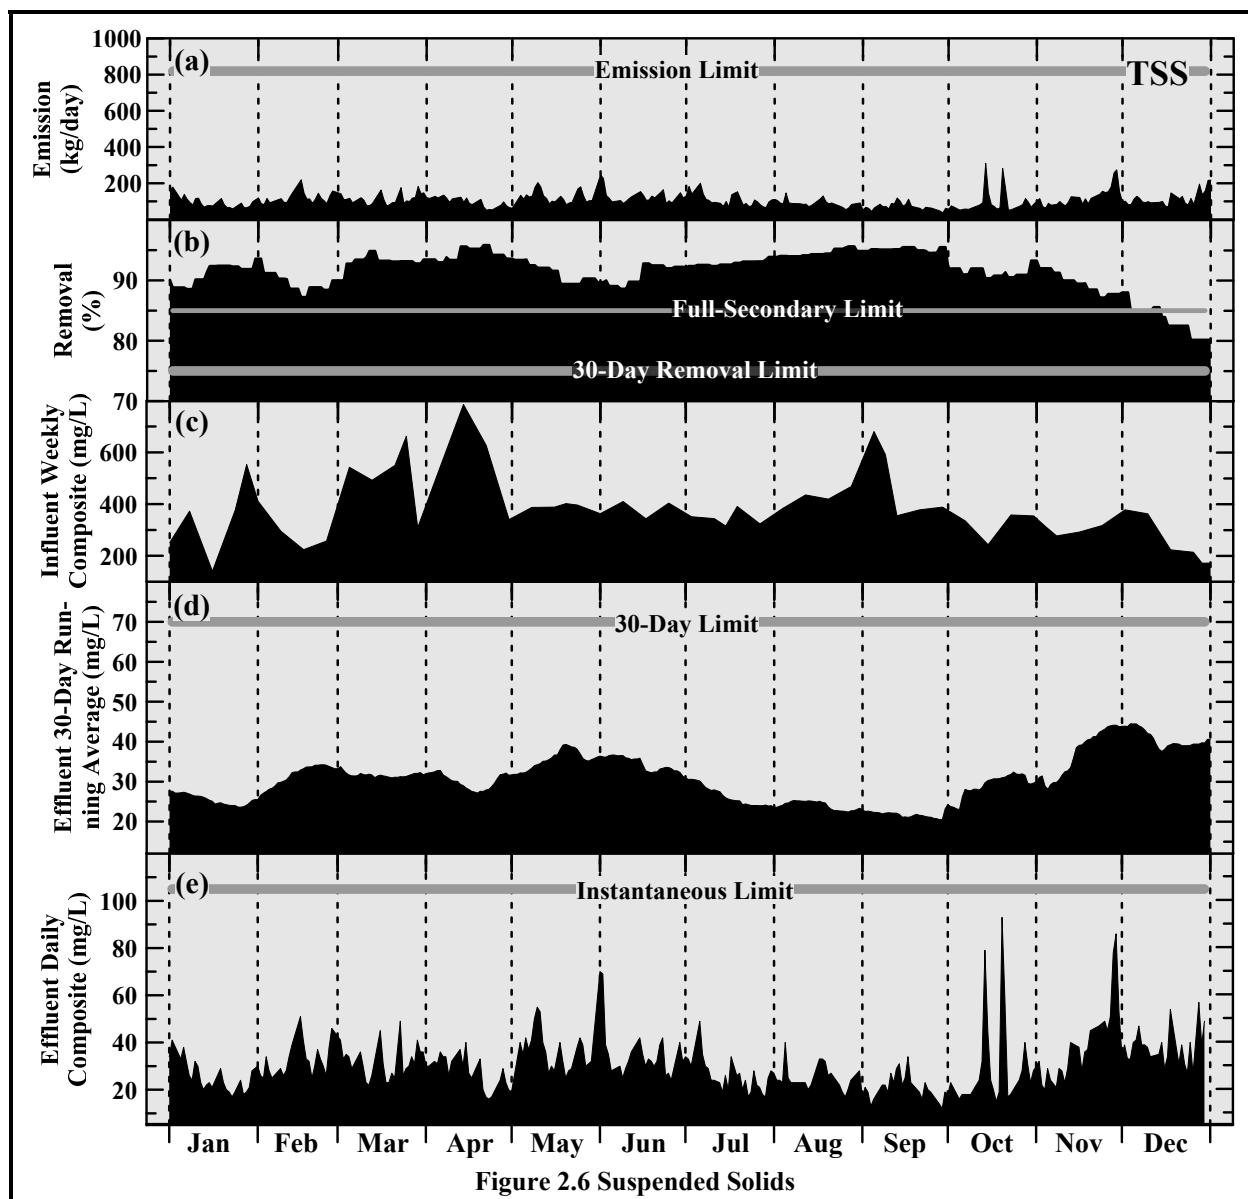 1000
800
600
400
200
Emission
(kg/day)
(a)
Emission Limit
TSS
90
80
Removal
(%)
(b)
Full-Secondary Limit
30-Day Removal Limit
70
600
400
200
Influent Weekly
Composite (mg/L)
(c)
70
60
50
40
30
20
Effluent 30-Day Run-
ning Average (mg/L)
(d)
30-Day Limit
100
80
60
40
20
Effluent Daily
Composite (mg/L)
(e)
Instantaneous Limit
Jan Feb Mar Apr May Jun Jul Aug Sep Oct Nov Dec
Figure 2.6 Suspended Solids